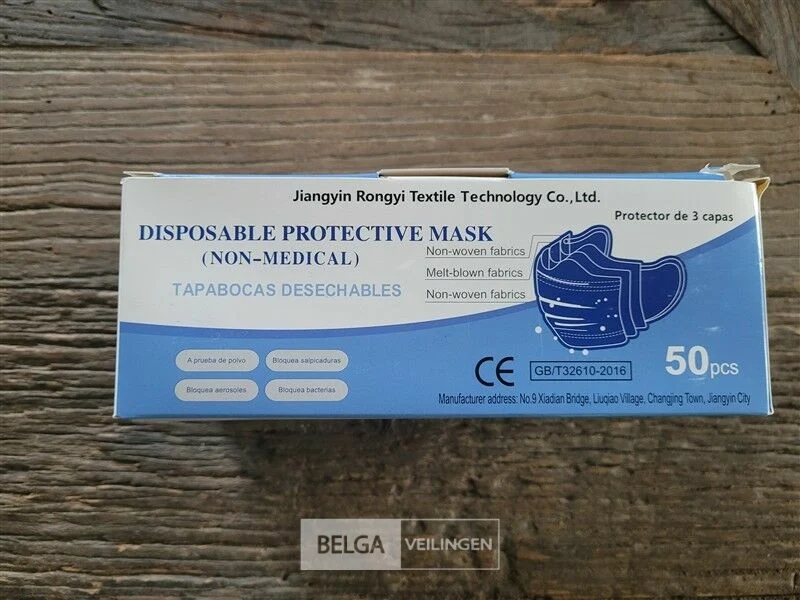 Jiangyin Rongyi Textile Technology Co.,Ltd.
Protector de 3 capas
DISPOSABLE PROTECTIVE MASK
(NON-MEDICAL)
TAPABOCAS DESECHABLES
Non-woven fabrics
Melt-blown fabrics
Non-woven fabrics
A prueba de polvo
Bloquea salpicaduras
Bloquea aerosoles
Bloquea bacterias
CE
GB/T32610-2016
50pcs
Manufacturer address: No.9 Xiadian Bridge, Liuqiao Village, Changjing Town, Jiangyin City
BELGA VEILINGEN